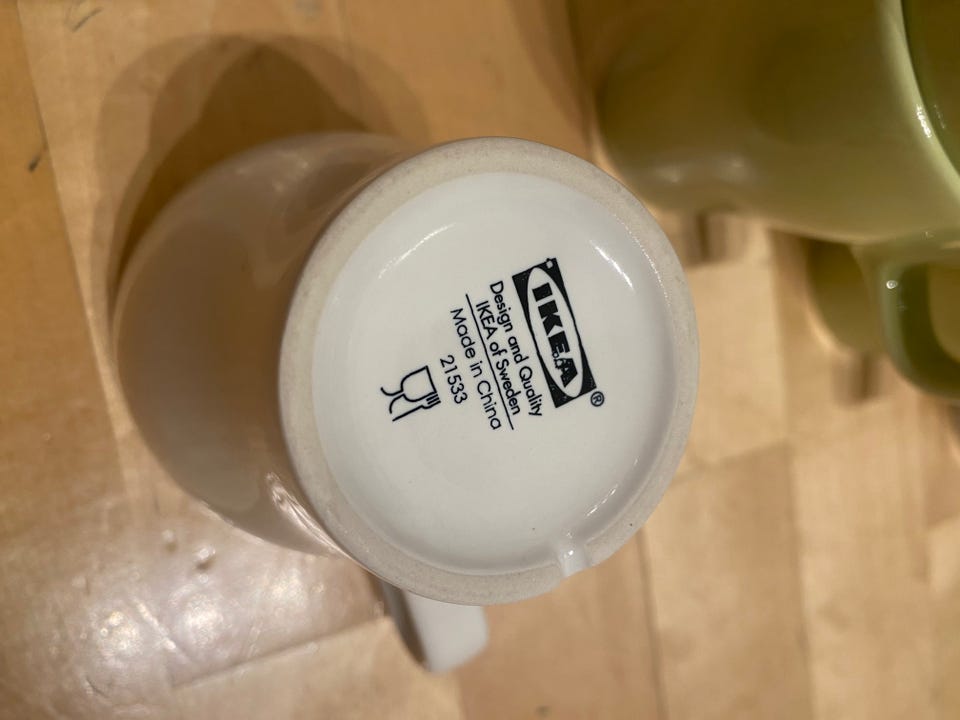 IKEA®
Design and Quality
IKEA of Sweden
Made in China
21533